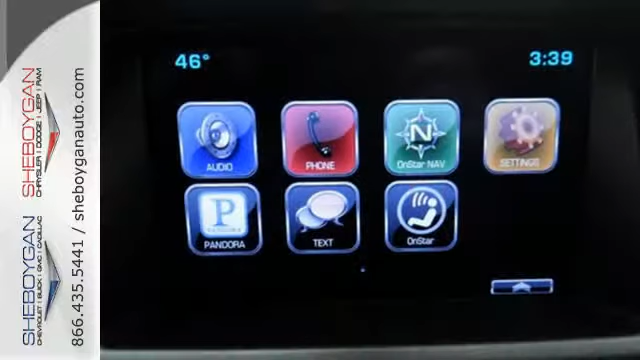 46° 3:39
AUDIO PHONE OnStar NAV SETTINGS
N
P
PANDORA TEXT OnStar
SHEBOYGAN
CHRYSLER | DODGE | JEEP | RAM
SHEBOYGAN
CHEVROLET | BUICK | GMC | CADILLAC
866.435.5441 / sheboyganauto.com